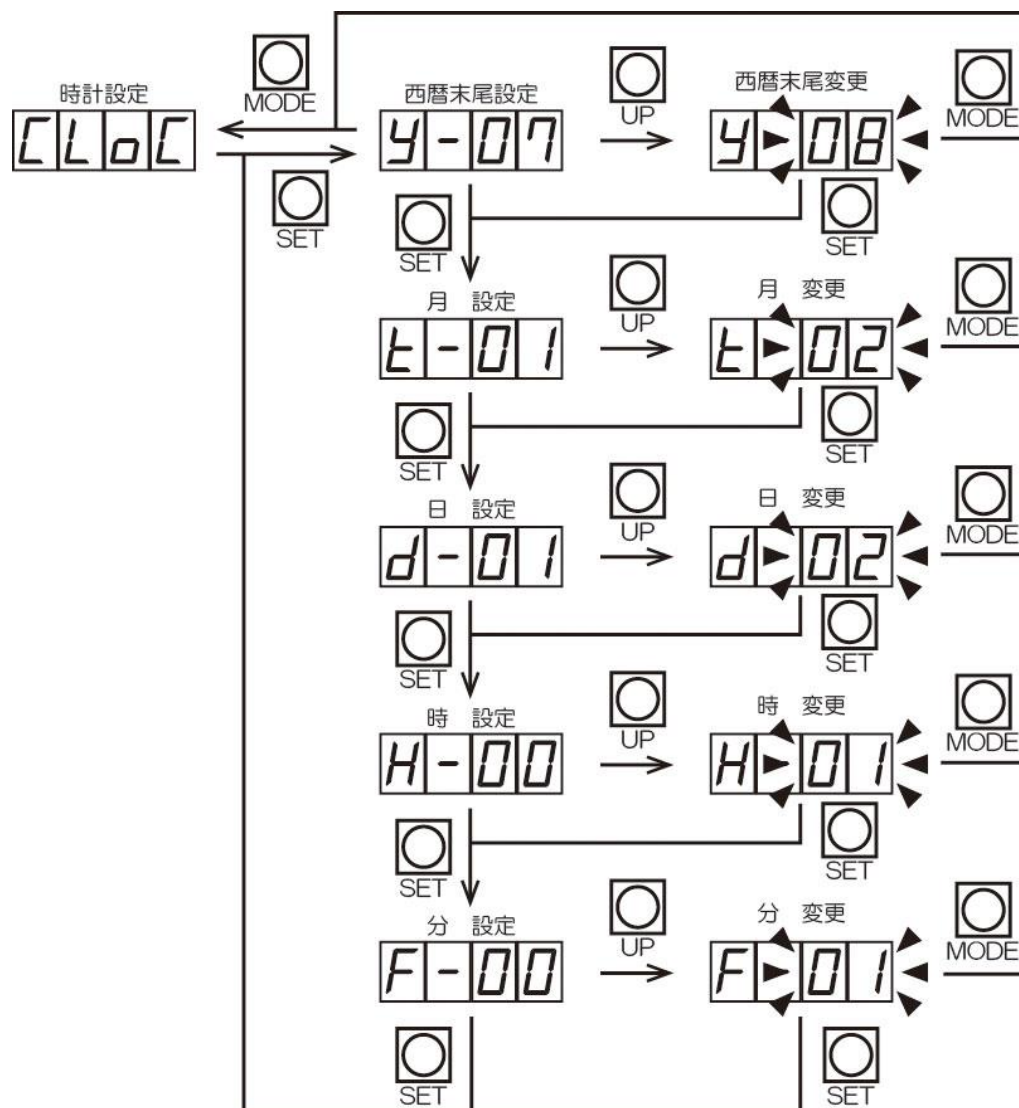 時計設定
CLoC
MODE
SET
西暦末尾設定
y-07
UP
西暦末尾変更
y-08
MODE
SET
SET
月 設定
t-01
UP
月 変更
t-02
MODE
SET
SET
日 設定
d-01
UP
日 変更
d-02
MODE
SET
SET
時 設定
H-00
UP
時 変更
H-01
MODE
SET
SET
分 設定
F-00
UP
分 変更
F-01
MODE
SET
SET